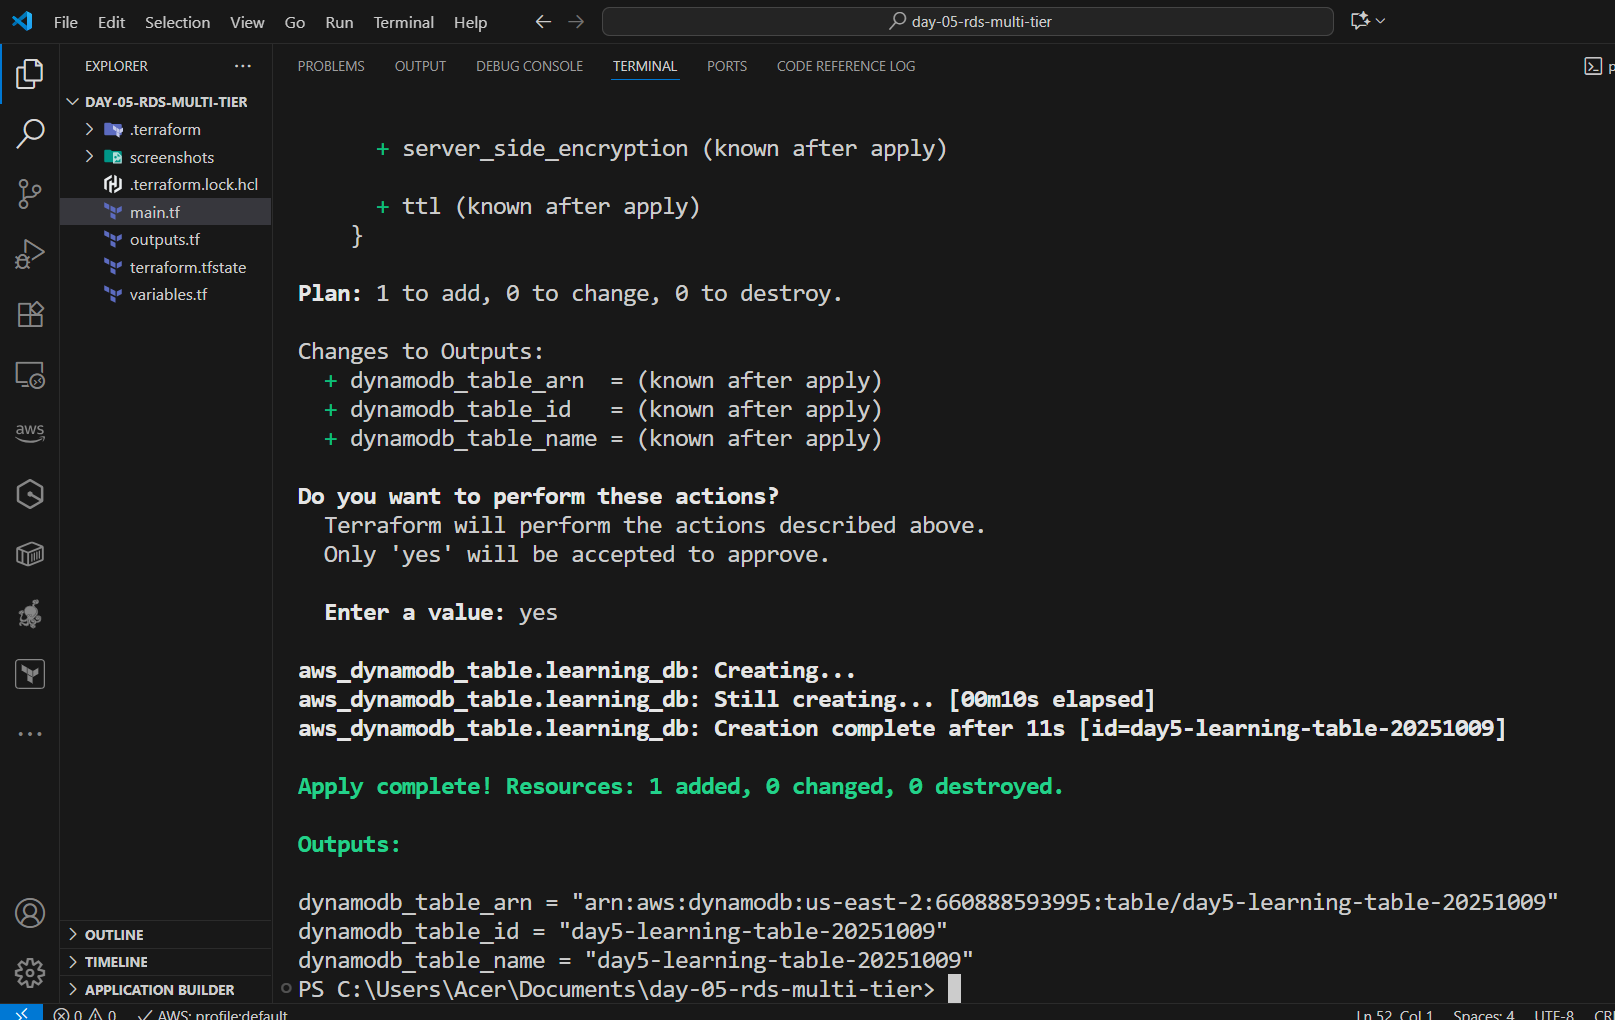 File Edit Selection View Go Run Terminal Help
day-05-rds-multi-tier
EXPLORER
DAY-05-RDS-MULTI-TIER
.terraform
screenshots
.terraform.lock.hcl
main.tf
outputs.tf
terraform.tfstate
variables.tf
aws
OUTLINE
TIMELINE
APPLICATION BUILDER
PROBLEMS OUTPUT DEBUG CONSOLE TERMINAL PORTS CODE REFERENCE LOG
p
+ server_side_encryption (known after apply)
+ ttl (known after apply)
}
Plan: 1 to add, 0 to change, 0 to destroy.
Changes to Outputs:
+ dynamodb_table_arn = (known after apply)
+ dynamodb_table_id = (known after apply)
+ dynamodb_table_name = (known after apply)
Do you want to perform these actions?
Terraform will perform the actions described above.
Only 'yes' will be accepted to approve.
Enter a value: yes
aws_dynamodb_table.learning_db: Creating...
aws_dynamodb_table.learning_db: Still creating... [00m10s elapsed]
aws_dynamodb_table.learning_db: Creation complete after 11s [id=day5-learning-table-20251009]
Apply complete! Resources: 1 added, 0 changed, 0 destroyed.
Outputs:
dynamodb_table_arn = "arn:aws:dynamodb:us-east-2:660888593995:table/day5-learning-table-20251009"
dynamodb_table_id = "day5-learning-table-20251009"
dynamodb_table_name = "day5-learning-table-20251009"
PS C:\Users\Acer\Documents\day-05-rds-multi-tier>
0 0 AWS: profile:default Ln 52, Col 1 Spaces: 4 UTF-8 CR